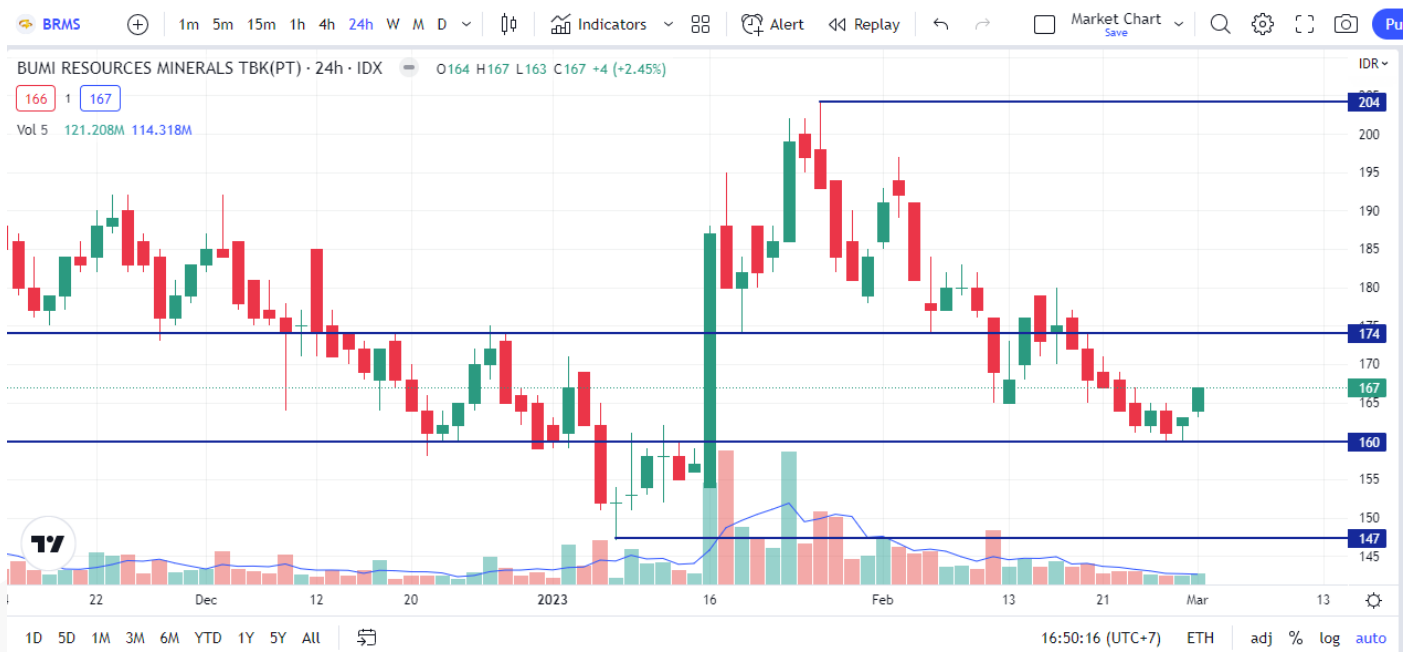 BRMS 1m 5m 15m 1h 4h 24h W M D Indicators Alert Replay Market Chart Save Pu
BUMI RESOURCES MINERALS TBK(PT) · 24h · IDX O164 H167 L163 C167 +4 (+2.45%) IDR
166 1 167
Vol 5 121.208M 114.318M
204
200
195
190
185
180
174
170
167
165
160
155
150
147
145
22 Dec 12 20 2023 16 Feb 13 21 Mar 13
1D 5D 1M 3M 6M YTD 1Y 5Y All 16:50:16 (UTC+7) ETH adj % log auto